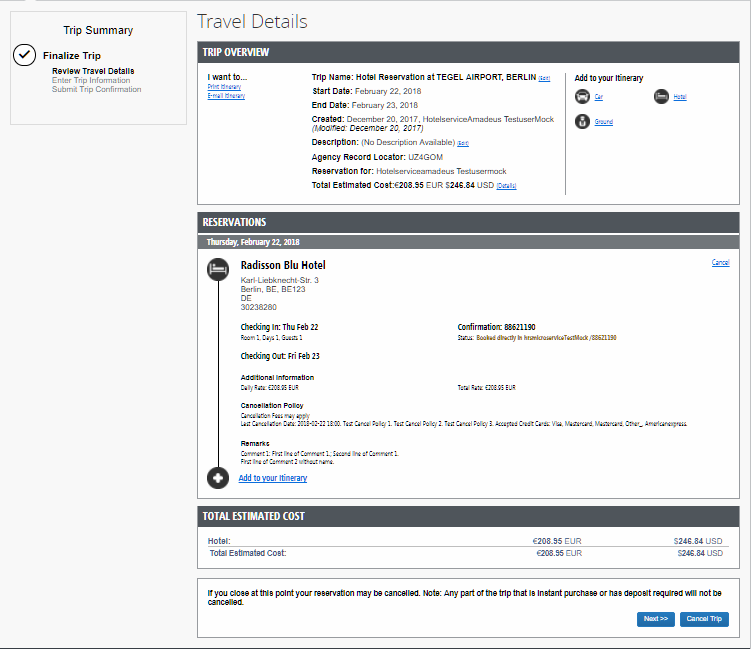 Trip Summary
Finalize Trip
Review Travel Details
Enter Trip Information
Submit Trip Confirmation
Travel Details
TRIP OVERVIEW
I want to...
Print Itinerary
E-mail Itinerary
Trip Name: Hotel Reservation at TEGEL AIRPORT, BERLIN (Edit)
Start Date: February 22, 2018
End Date: February 23, 2018
Created: December 20, 2017, HotelserviceAmadeus TestuserMock
(Modified: December 20, 2017)
Description: (No Description Available) (Edit)
Agency Record Locator: UZ4GOM
Reservation for: Hotelserviceamadeus Testusermock
Total Estimated Cost:€208.95 EUR $246.84 USD (Details)
Add to your Itinerary
Car
Hotel
Ground
RESERVATIONS
Thursday, February 22, 2018
Radisson Blu Hotel
Cancel
Karl-Liebknecht-Str. 3
Berlin, BE, BE123
DE
30238280
Checking In: Thu Feb 22
Confirmation: 88621190
Room 1, Days 1, Guests 1
Status: Booked directly in hrsmicroserviceTestMock /88621190
Checking Out: Fri Feb 23
Additional Information
Daily Rate: €208.95 EUR
Total Rate: €208.95 EUR
Cancellation Policy
Cancellation Fees may apply
Last Cancellation Date: 2018-02-22 18:00. Test Cancel Policy 1. Test Cancel Policy 2. Test Cancel Policy 3. Accepted Credit Cards: Visa, Mastercard, Mastercard, Other_, Americanexpress.
Remarks
Comment 1: First line of Comment 1.; Second line of Comment 1.
First line of Comment 2 without name.
Add to your Itinerary
TOTAL ESTIMATED COST
Hotel: €208.95 EUR $246.84 USD
Total Estimated Cost: €208.95 EUR $246.84 USD
If you close at this point your reservation may be cancelled. Note: Any part of the trip that is instant purchase or has deposit required will not be
cancelled.
Next >>
Cancel Trip